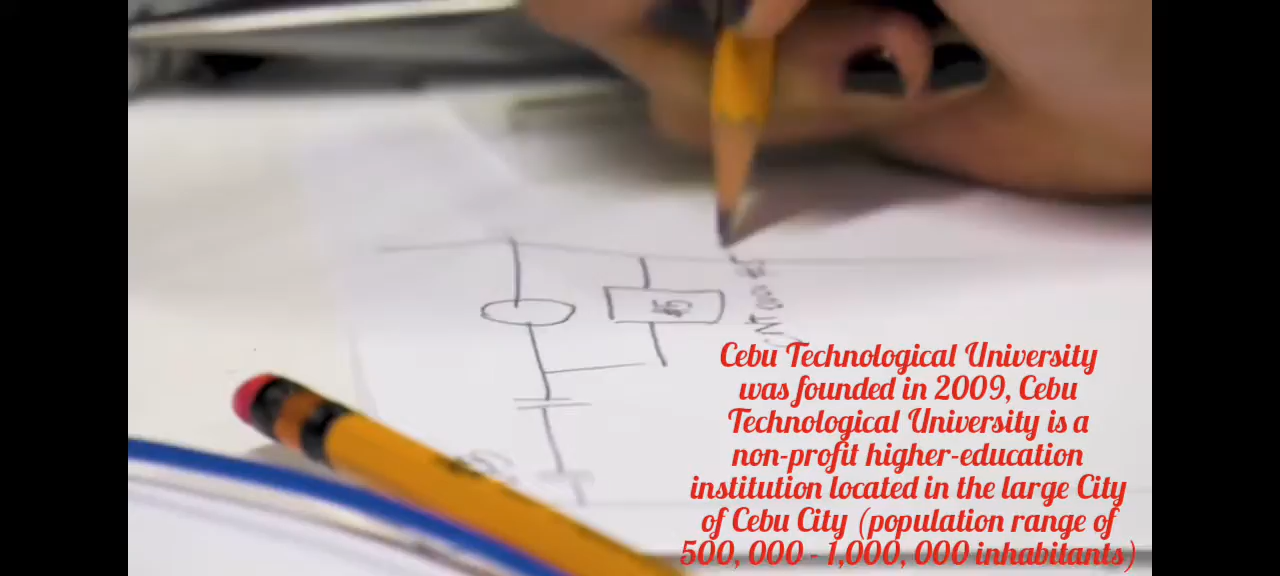 Cebu Technological University
was founded in 2009, Cebu
Technological University is a
non-profit higher-education
institution located in the large City
of Cebu City (population range of
500, 000 - 1,000, 000 inhabitants)